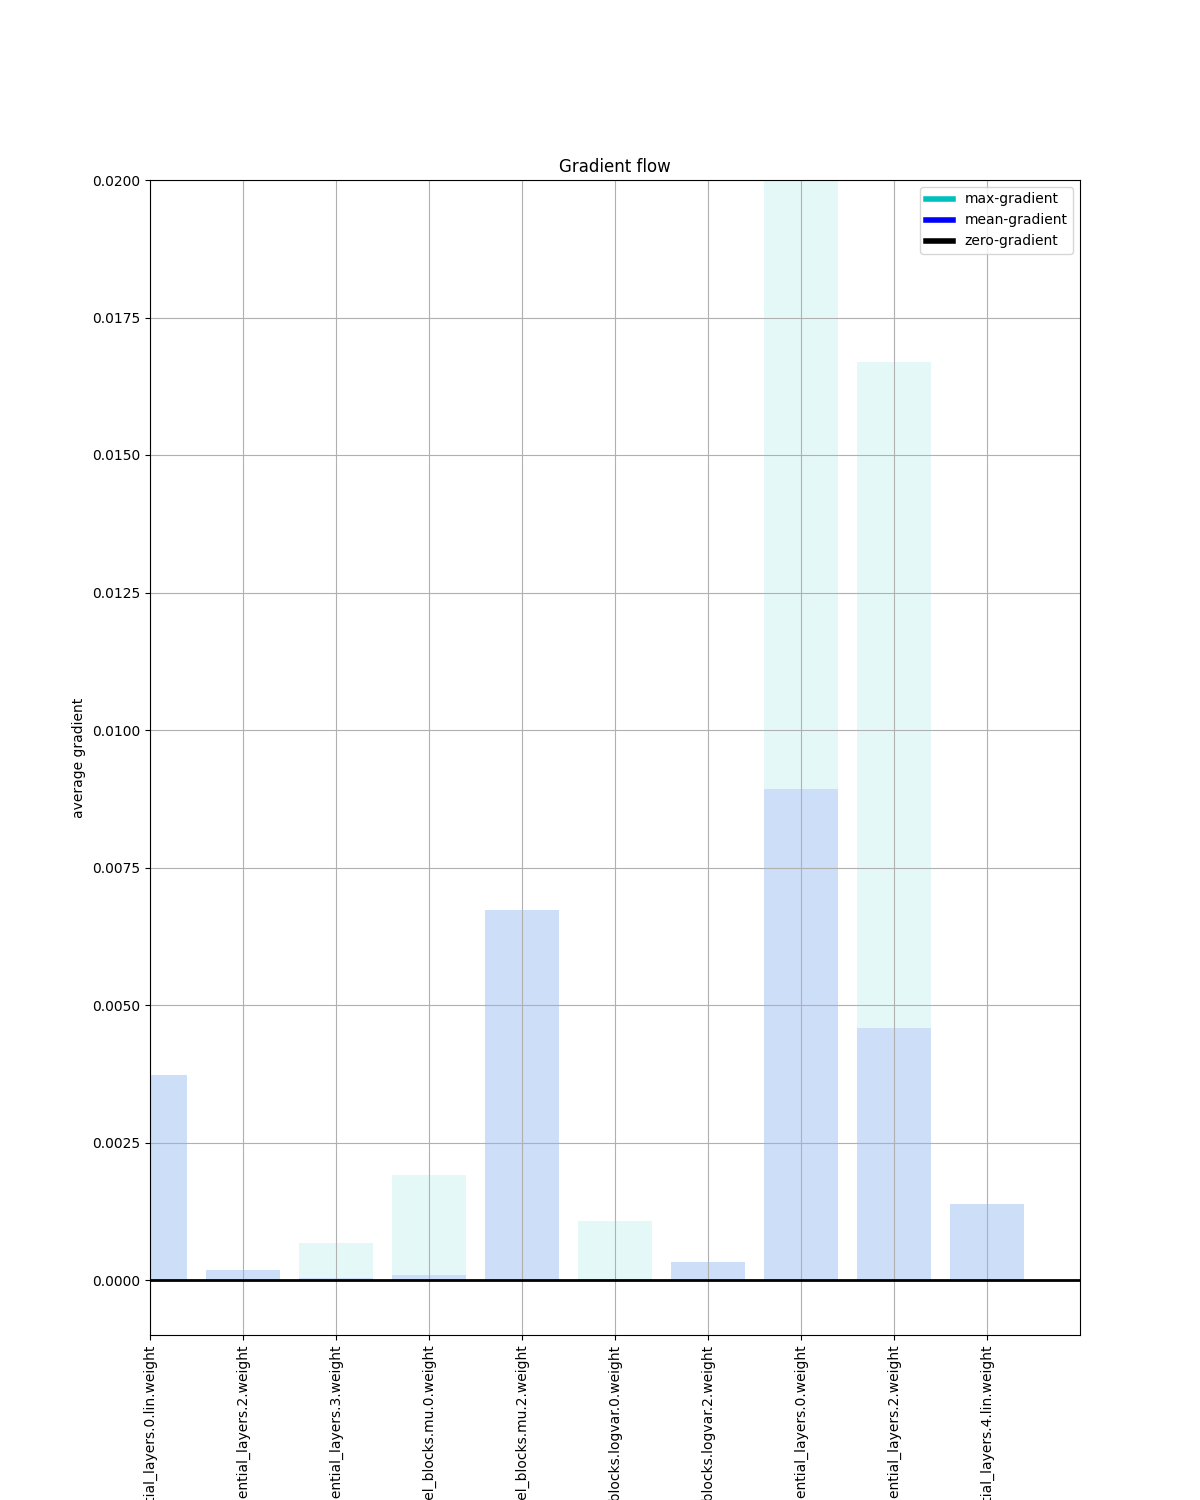 Gradient flow
max-gradient
mean-gradient
zero-gradient
average gradient
0.0200
0.0175
0.0150
0.0125
0.0100
0.0075
0.0050
0.0025
0.0000
tial_layers.0.lin.weight
ential_layers.2.weight
ential_layers.3.weight
el_blocks.mu.0.weight
el_blocks.mu.2.weight
blocks.logvar.0.weight
blocks.logvar.2.weight
ential_layers.0.weight
ential_layers.2.weight
tial_layers.4.lin.weight